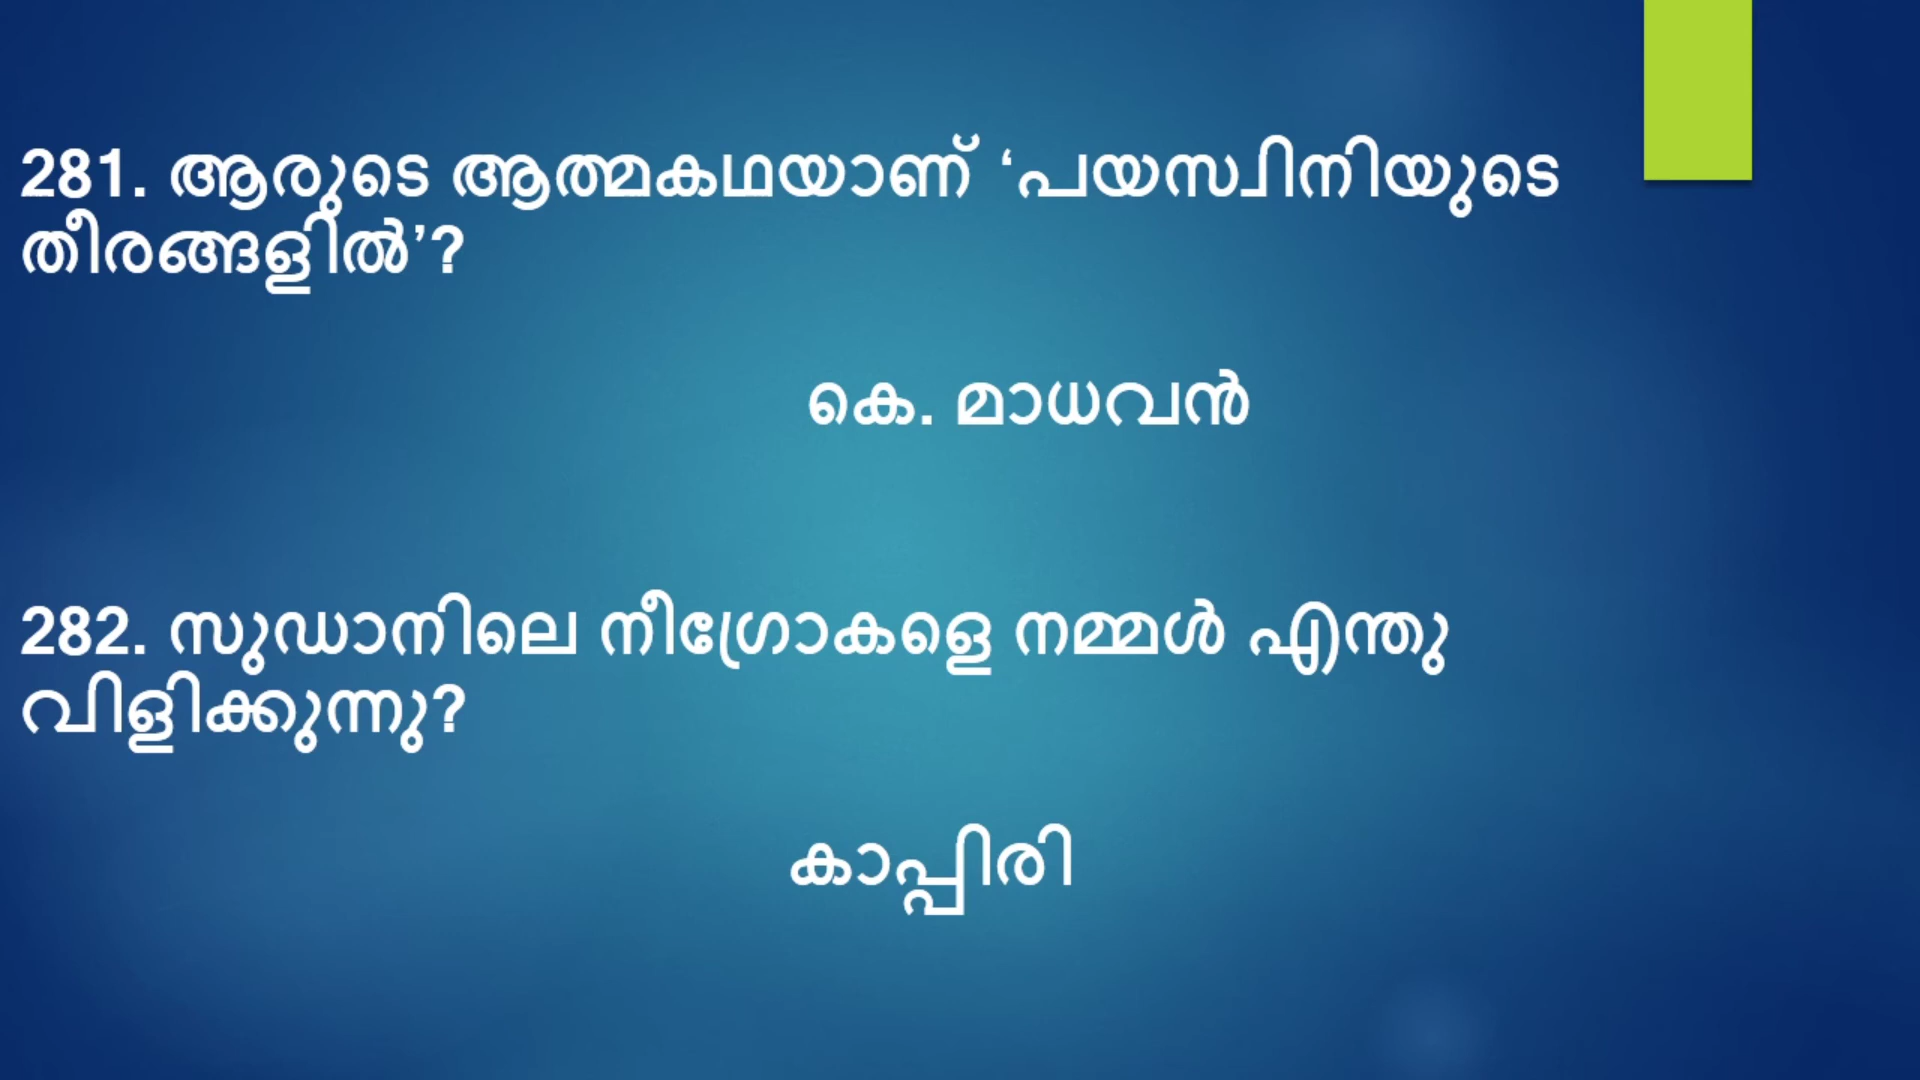 281. ആരുടെ ആത്മകഥയാണ് ‘പയസ്വിനിയുടെ
തീരങ്ങളിൽ’?
കെ. മാധവൻ
282. സുഡാനിലെ നീഗ്രോകളെ നമ്മൾ എന്തു
വിളിക്കുന്നു?
കാപ്പിരി